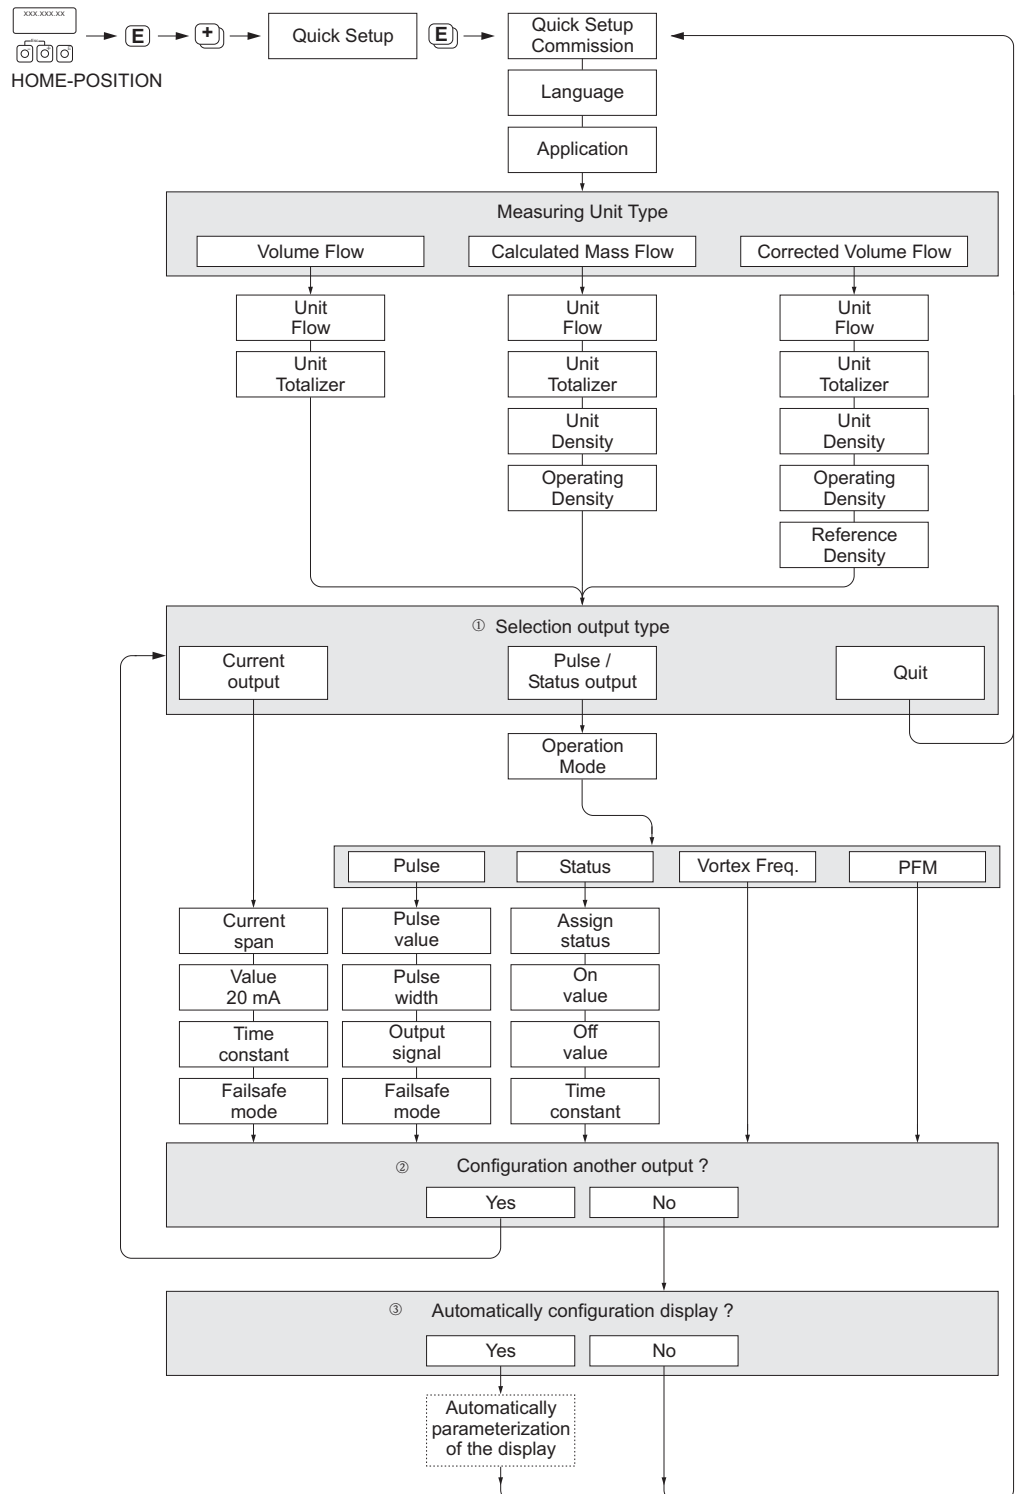 xxx.xxx.xx
Esc
E
+
Quick Setup
E
Quick Setup
Commission
HOME-POSITION
Language
Application
Measuring Unit Type
Volume Flow
Calculated Mass Flow
Corrected Volume Flow
Unit
Flow
Unit
Flow
Unit
Flow
Unit
Totalizer
Unit
Totalizer
Unit
Totalizer
Unit
Density
Unit
Density
Operating
Density
Operating
Density
Reference
Density
① Selection output type
Current
output
Pulse /
Status output
Quit
Operation
Mode
Pulse
Status
Vortex Freq.
PFM
Current
span
Pulse
value
Assign
status
Value
20 mA
Pulse
width
On
value
Time
constant
Output
signal
Off
value
Failsafe
mode
Failsafe
mode
Time
constant
② Configuration another output ?
Yes
No
③ Automatically configuration display ?
Yes
No
Automatically
parameterization
of the display